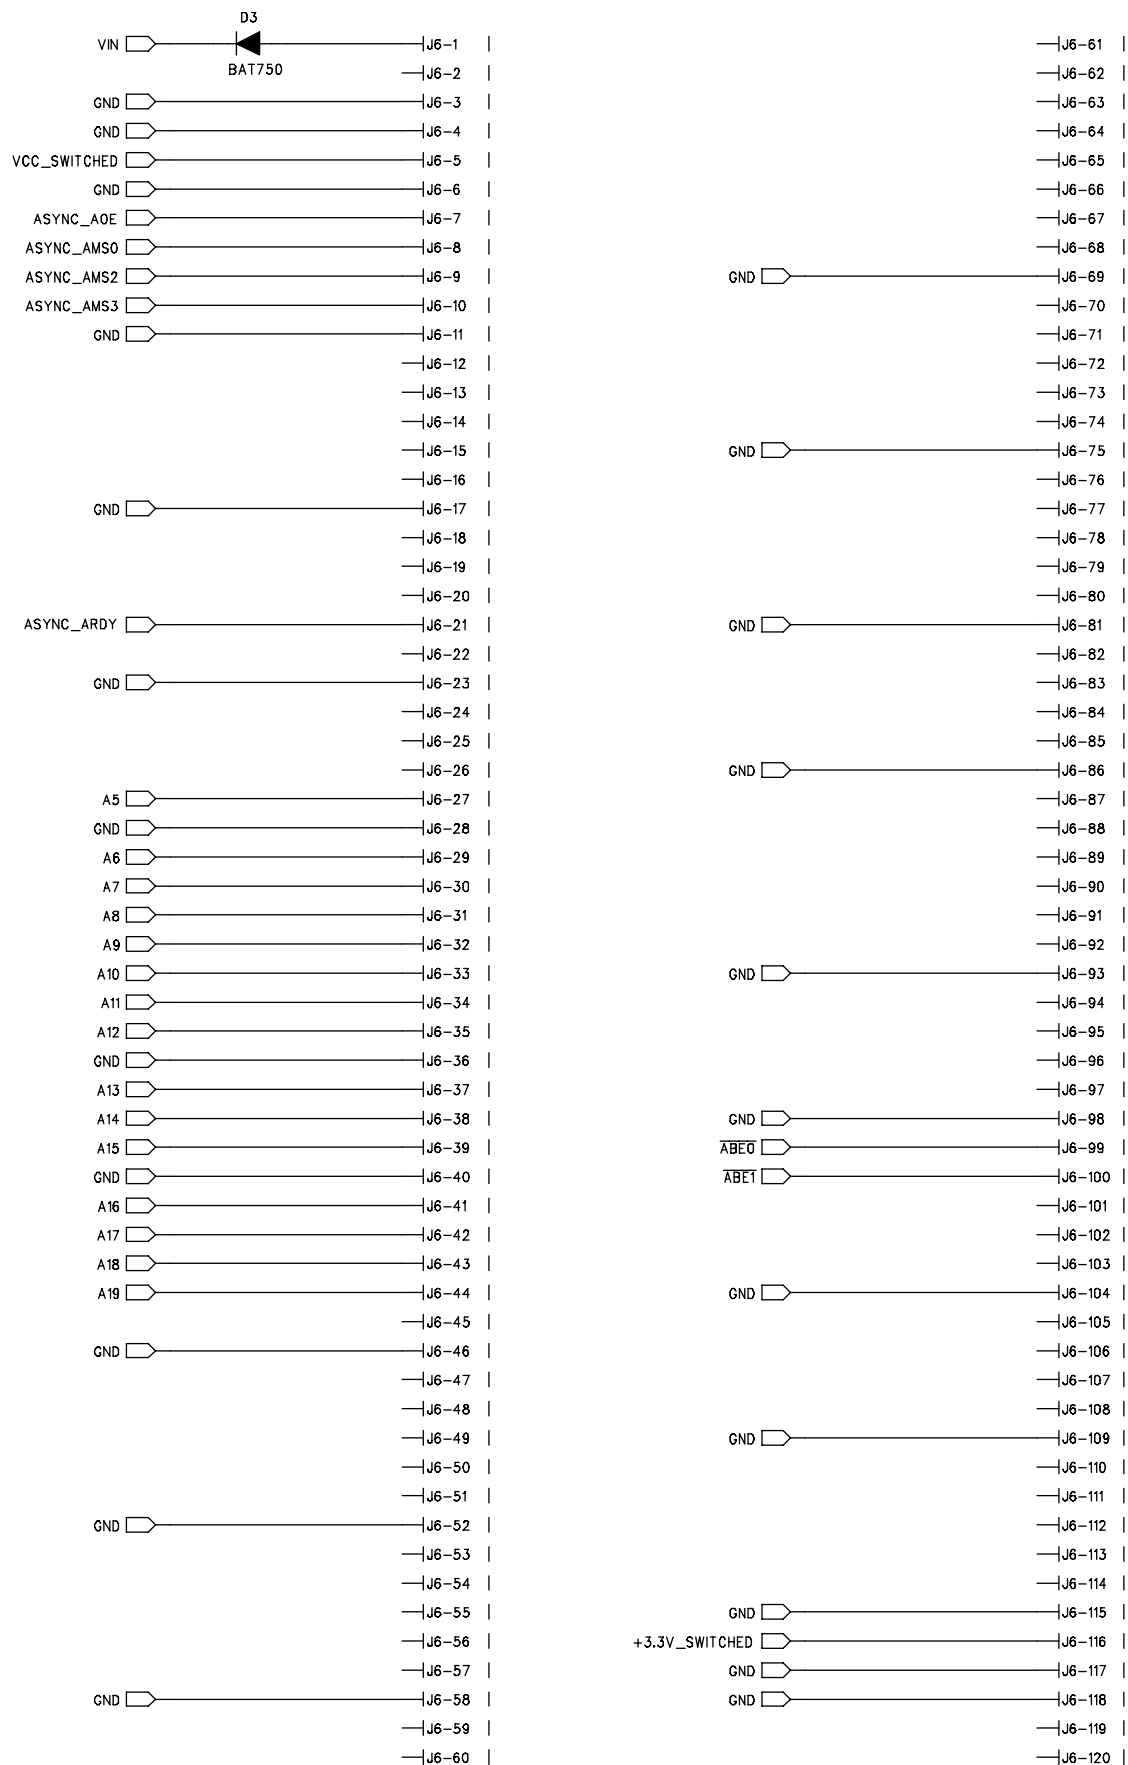 D3
VIN J6-1
BAT750
J6-2
GND J6-3
GND J6-4
VCC_SWITCHED J6-5
GND J6-6
ASYNC_AOE J6-7
ASYNC_AMS0 J6-8
ASYNC_AMS2 J6-9
ASYNC_AMS3 J6-10
GND J6-11
J6-12
J6-13
J6-14
J6-15
J6-16
GND J6-17
J6-18
J6-19
J6-20
ASYNC_ARDY J6-21
J6-22
GND J6-23
J6-24
J6-25
J6-26
A5 J6-27
GND J6-28
A6 J6-29
A7 J6-30
A8 J6-31
A9 J6-32
A10 J6-33
A11 J6-34
A12 J6-35
GND J6-36
A13 J6-37
A14 J6-38
A15 J6-39
GND J6-40
A16 J6-41
A17 J6-42
A18 J6-43
A19 J6-44
J6-45
GND J6-46
J6-47
J6-48
J6-49
J6-50
J6-51
GND J6-52
J6-53
J6-54
J6-55
J6-56
J6-57
GND J6-58
J6-59
J6-60
J6-61
J6-62
J6-63
J6-64
J6-65
J6-66
J6-67
J6-68
GND J6-69
J6-70
J6-71
J6-72
J6-73
J6-74
GND J6-75
J6-76
J6-77
J6-78
J6-79
J6-80
GND J6-81
J6-82
J6-83
J6-84
J6-85
GND J6-86
J6-87
J6-88
J6-89
J6-90
J6-91
J6-92
GND J6-93
J6-94
J6-95
J6-96
J6-97
GND J6-98
A̅B̅E̅0̅ J6-99
A̅B̅E̅1̅ J6-100
J6-101
J6-102
J6-103
GND J6-104
J6-105
J6-106
J6-107
J6-108
GND J6-109
J6-110
J6-111
J6-112
J6-113
J6-114
GND J6-115
+3.3V_SWITCHED J6-116
GND J6-117
GND J6-118
J6-119
J6-120